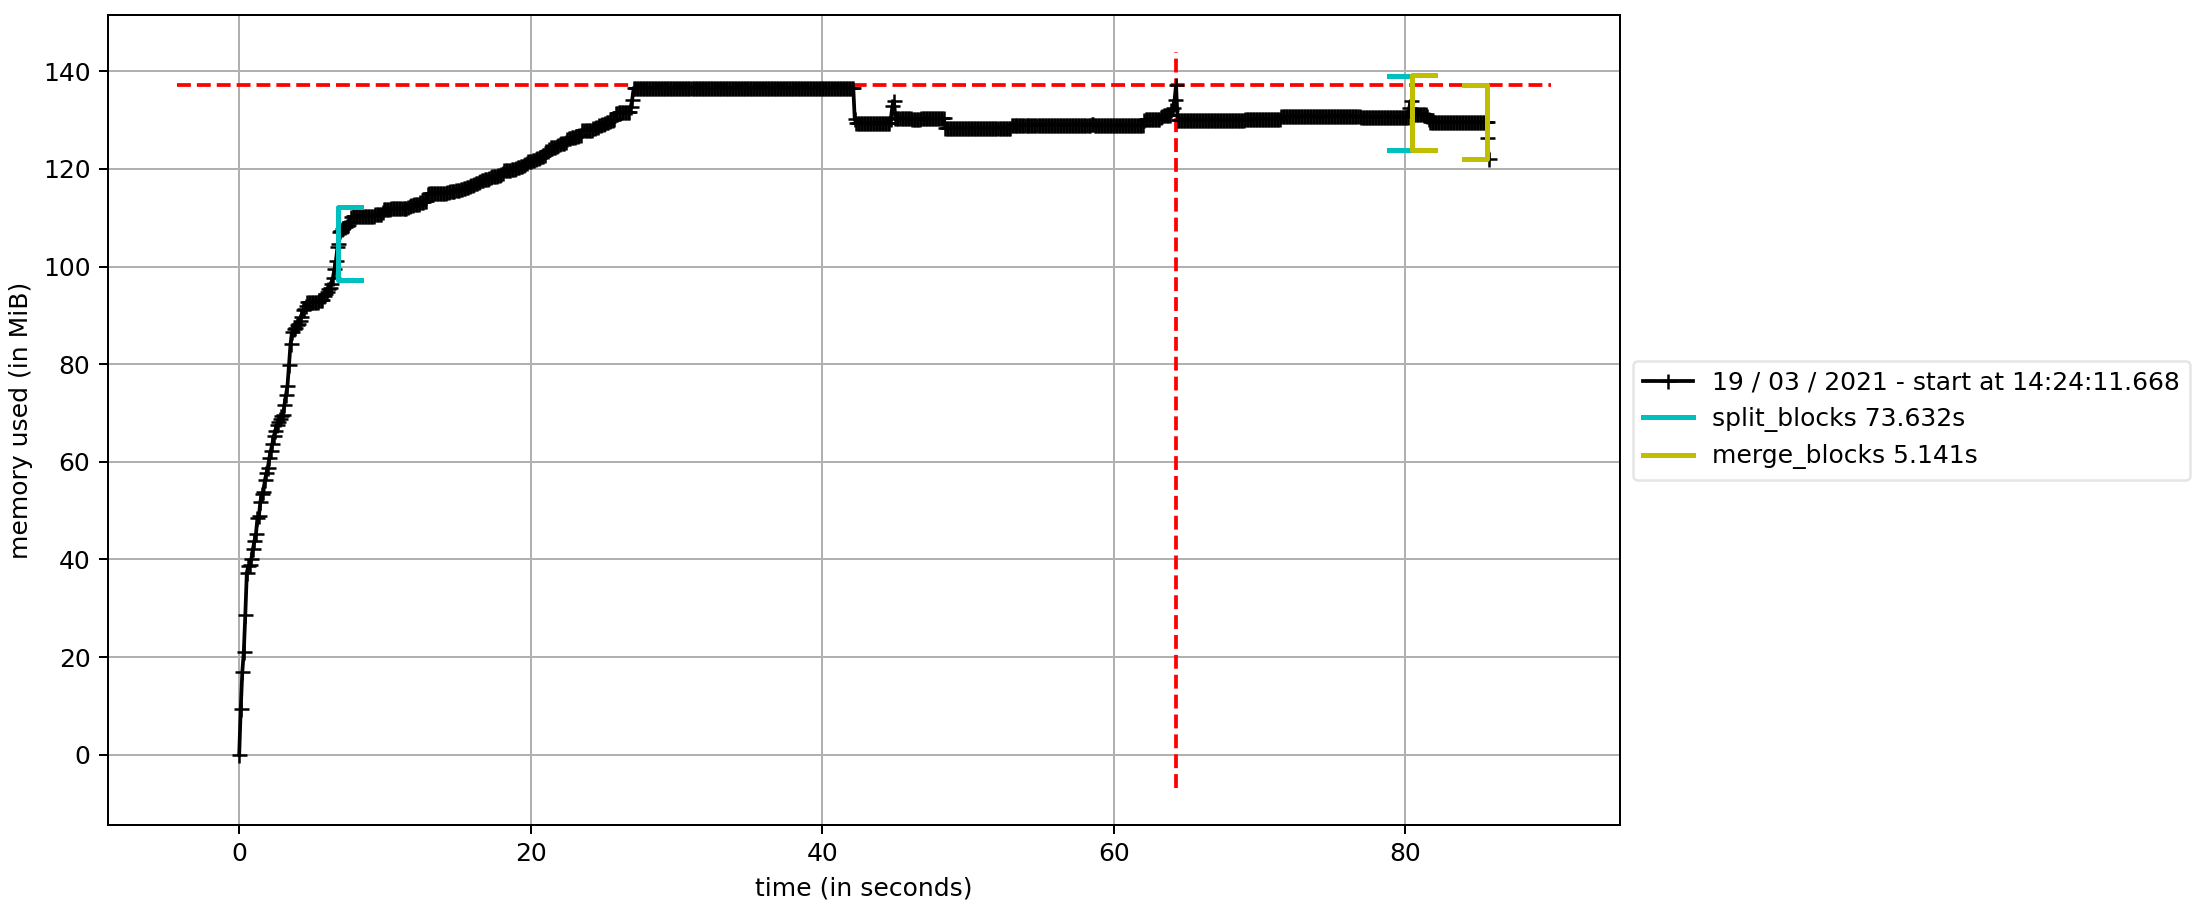 memory used (in MiB)
140
120
100
80
60
40
20
0
0 20 40 60 80
time (in seconds)
19 / 03 / 2021 - start at 14:24:11.668
split_blocks 73.632s
merge_blocks 5.141s